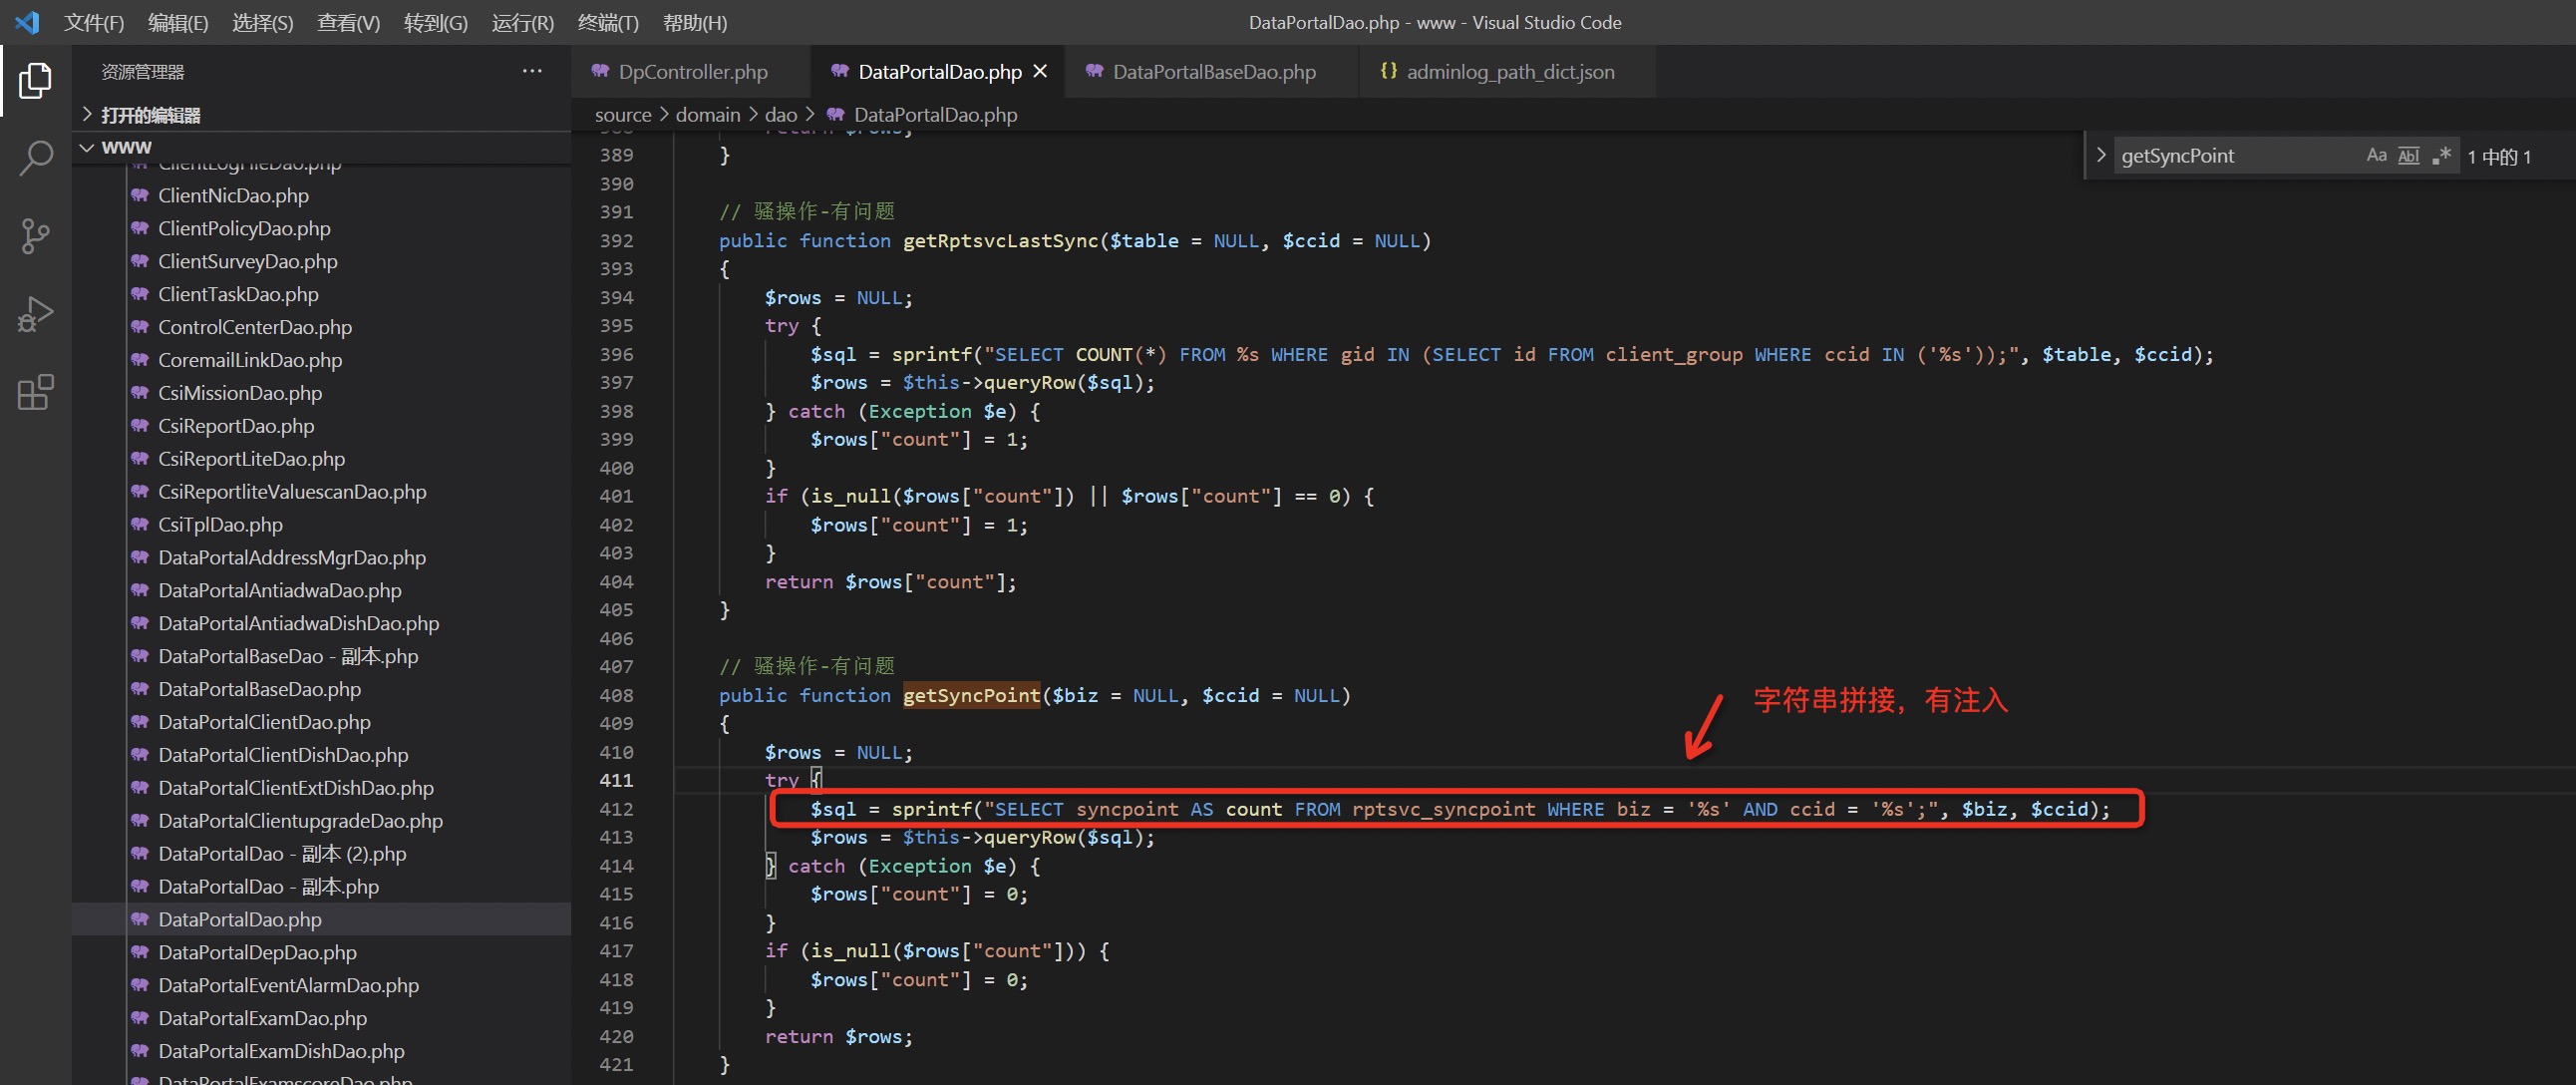 文件(F) 编辑(E) 选择(S) 查看(V) 转到(G) 运行(R) 终端(T) 帮助(H) DataPortalDao.php - www - Visual Studio Code
资源管理器 ···
打开的编辑器
WWW
ClientLogFileDao.php
ClientNicDao.php
ClientPolicyDao.php
ClientSurveyDao.php
ClientTaskDao.php
ControlCenterDao.php
CoremailLinkDao.php
CsiMissionDao.php
CsiReportDao.php
CsiReportLiteDao.php
CsiReportliteValuescanDao.php
CsiTplDao.php
DataPortalAddressMgrDao.php
DataPortalAntiadwaDao.php
DataPortalAntiadwaDishDao.php
DataPortalBaseDao - 副本.php
DataPortalBaseDao.php
DataPortalClientDao.php
DataPortalClientDishDao.php
DataPortalClientExtDishDao.php
DataPortalClientupgradeDao.php
DataPortalDao - 副本 (2).php
DataPortalDao - 副本.php
DataPortalDao.php
DataPortalDepDao.php
DataPortalEventAlarmDao.php
DataPortalExamDao.php
DataPortalExamDishDao.php
DataPortalExamscoreDao.php
DpController.php DataPortalDao.php DataPortalBaseDao.php {} adminlog_path_dict.json
source > domain > dao > DataPortalDao.php
getSyncPoint Aa Abl .* 1 中的 1
388 return $rows;
389 }
390
391 // 骚操作-有问题
392 public function getRptsvcLastSync($table = NULL, $ccid = NULL)
393 {
394 $rows = NULL;
395 try {
396 $sql = sprintf("SELECT COUNT(*) FROM %s WHERE gid IN (SELECT id FROM client_group WHERE ccid IN ('%s'));", $table, $ccid);
397 $rows = $this->queryRow($sql);
398 } catch (Exception $e) {
399 $rows["count"] = 1;
400 }
401 if (is_null($rows["count"]) || $rows["count"] == 0) {
402 $rows["count"] = 1;
403 }
404 return $rows["count"];
405 }
406
407 // 骚操作-有问题
408 public function getSyncPoint($biz = NULL, $ccid = NULL)
字符串拼接，有注入
409 {
410 $rows = NULL;
411 try {
412 $sql = sprintf("SELECT syncpoint AS count FROM rptsvc_syncpoint WHERE biz = '%s' AND ccid = '%s';", $biz, $ccid);
413 $rows = $this->queryRow($sql);
414 } catch (Exception $e) {
415 $rows["count"] = 0;
416 }
417 if (is_null($rows["count"])) {
418 $rows["count"] = 0;
419 }
420 return $rows;
421 }